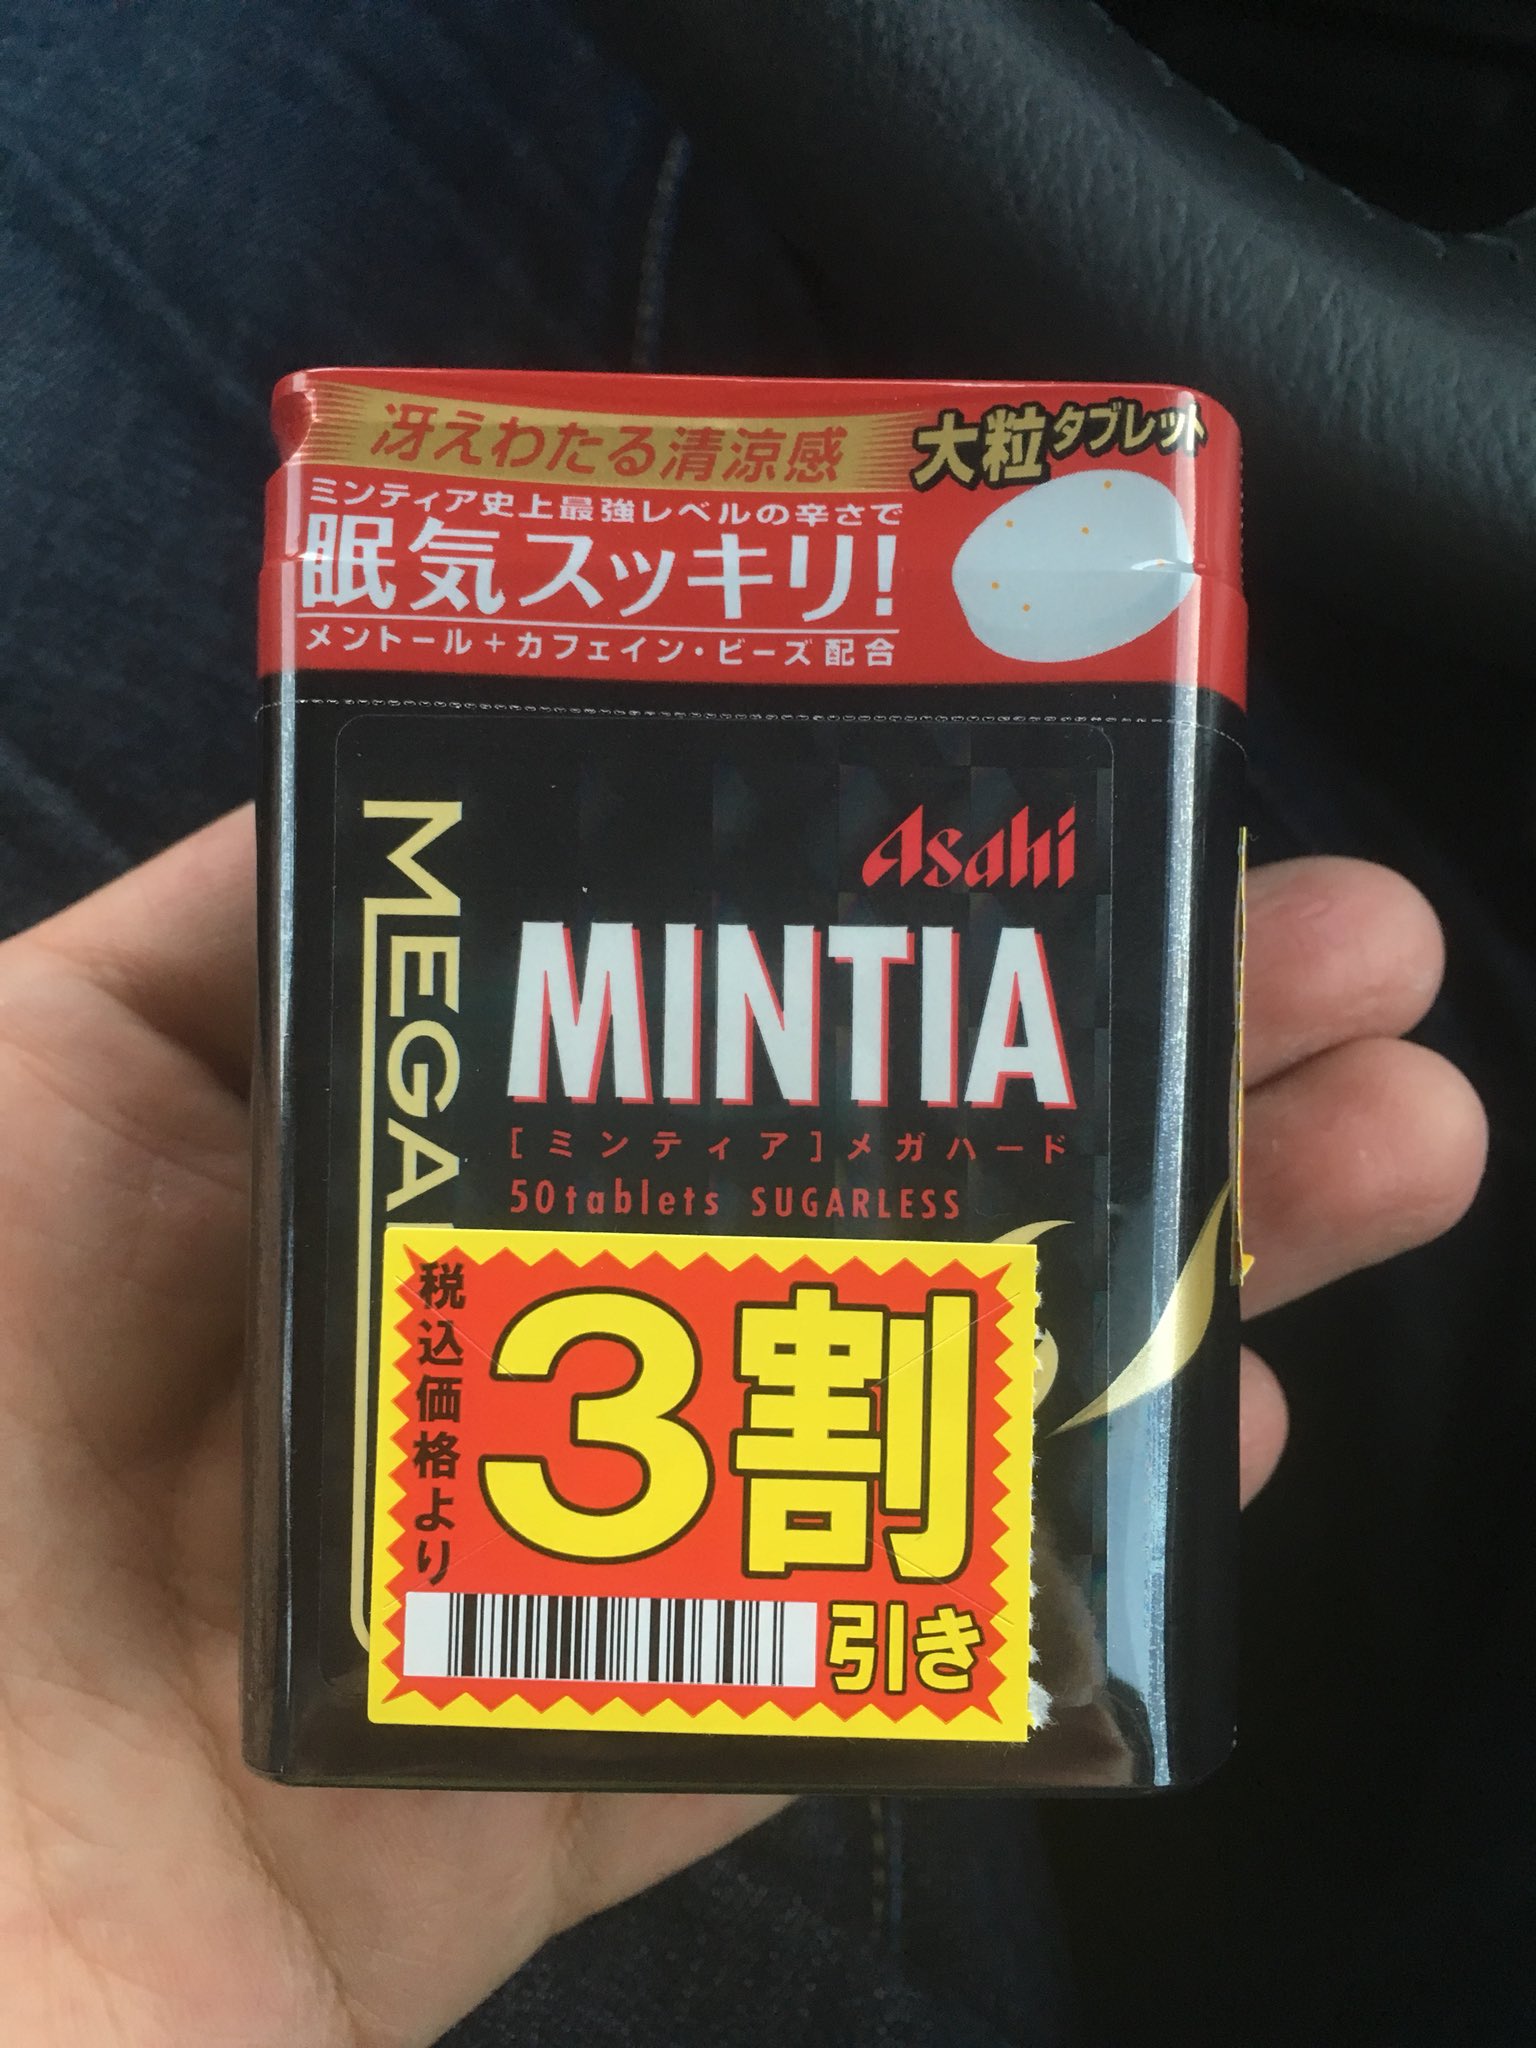 冴えわたる清涼感
大粒タブレット
ミンティア史上最強レベルの辛さで
眠気スッキリ!
メントール+カフェイン・ビーズ配合
Asahi
MEGA
MINTIA
[ミンティア]メガハード
50tablets SUGARLESS
税込価格より
3割
引き